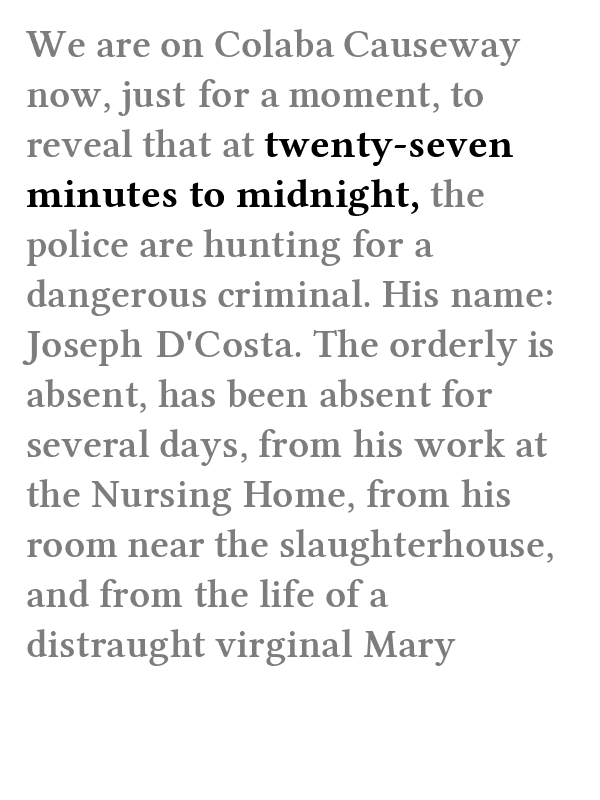 We are on Colaba Causeway
now, just for a moment, to
reveal that at twenty-seven
minutes to midnight, the
police are hunting for a
dangerous criminal. His name:
Joseph D'Costa. The orderly is
absent, has been absent for
several days, from his work at
the Nursing Home, from his
room near the slaughterhouse,
and from the life of a
distraught virginal Mary